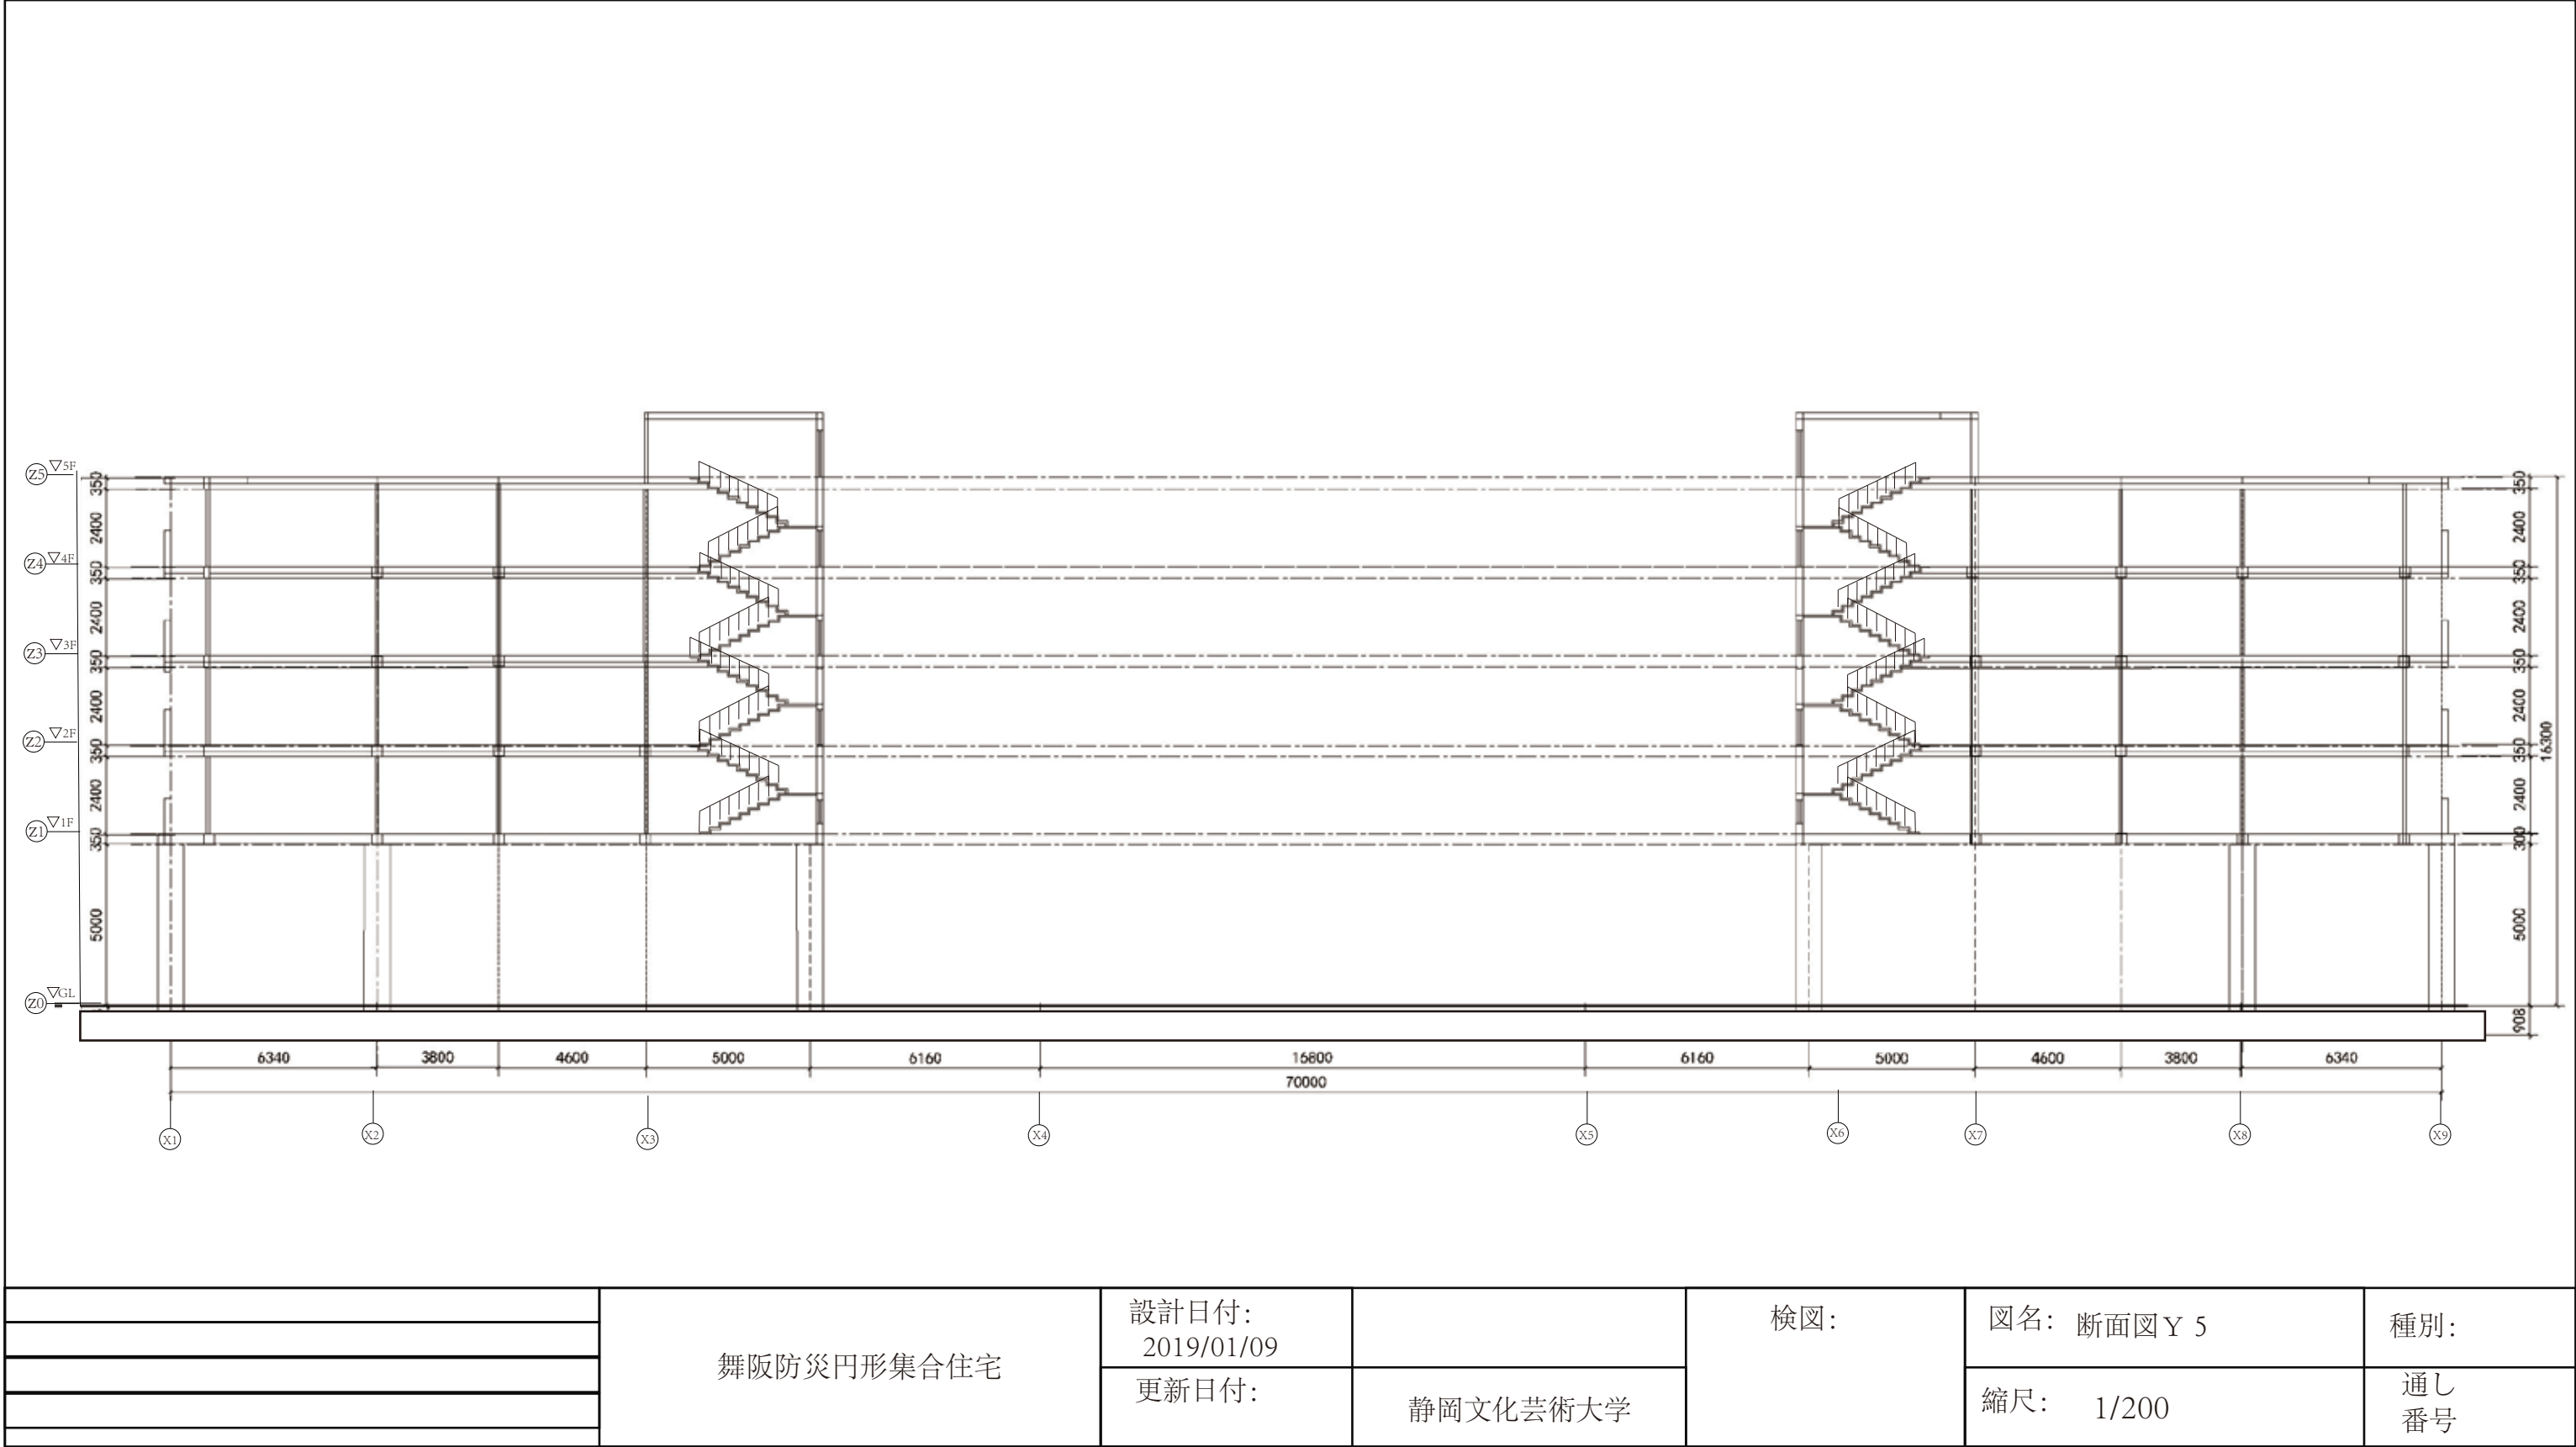 Z5 ▽5F
Z4 ▽4F
Z3 ▽3F
Z2 ▽2F
Z1 ▽1F
Z0 ▽GL
350
2400
350
2400
350
2400
350
2400
350
5000
350
2400
350
2400
350
2400
350
2400
300
5000
908
16300
6340 3800 4600 5000 6160 15800 6160 5000 4600 3800 6340
70000
X1 X2 X3 X4 X5 X6 X7 X8 X9
舞阪防災円形集合住宅
設計日付:
2019/01/09
更新日付:
静岡文化芸術大学
検図:
図名: 断面図Y 5
縮尺: 1/200
種別:
通し
番号